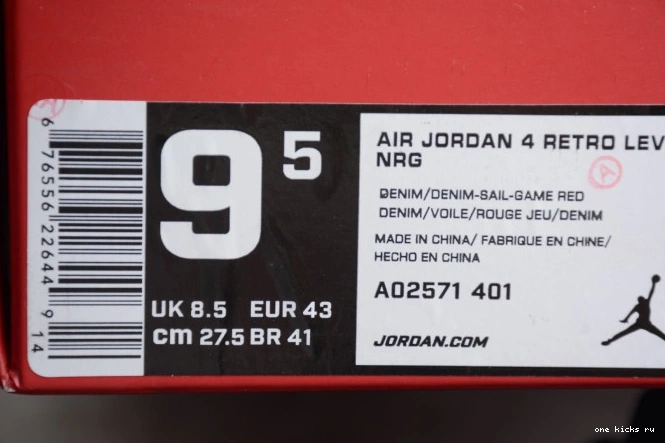 6 76556 22644 9 14
9 5
UK 8.5 EUR 43
cm 27.5 BR 41
AIR JORDAN 4 RETRO LEV
NRG
DENIM/DENIM-SAIL-GAME RED
DENIM/VOILE/ROUGE JEU/DENIM
MADE IN CHINA/ FABRIQUE EN CHINE/
HECHO EN CHINA
AO2571 401
JORDAN.COM
A
one kicks ru